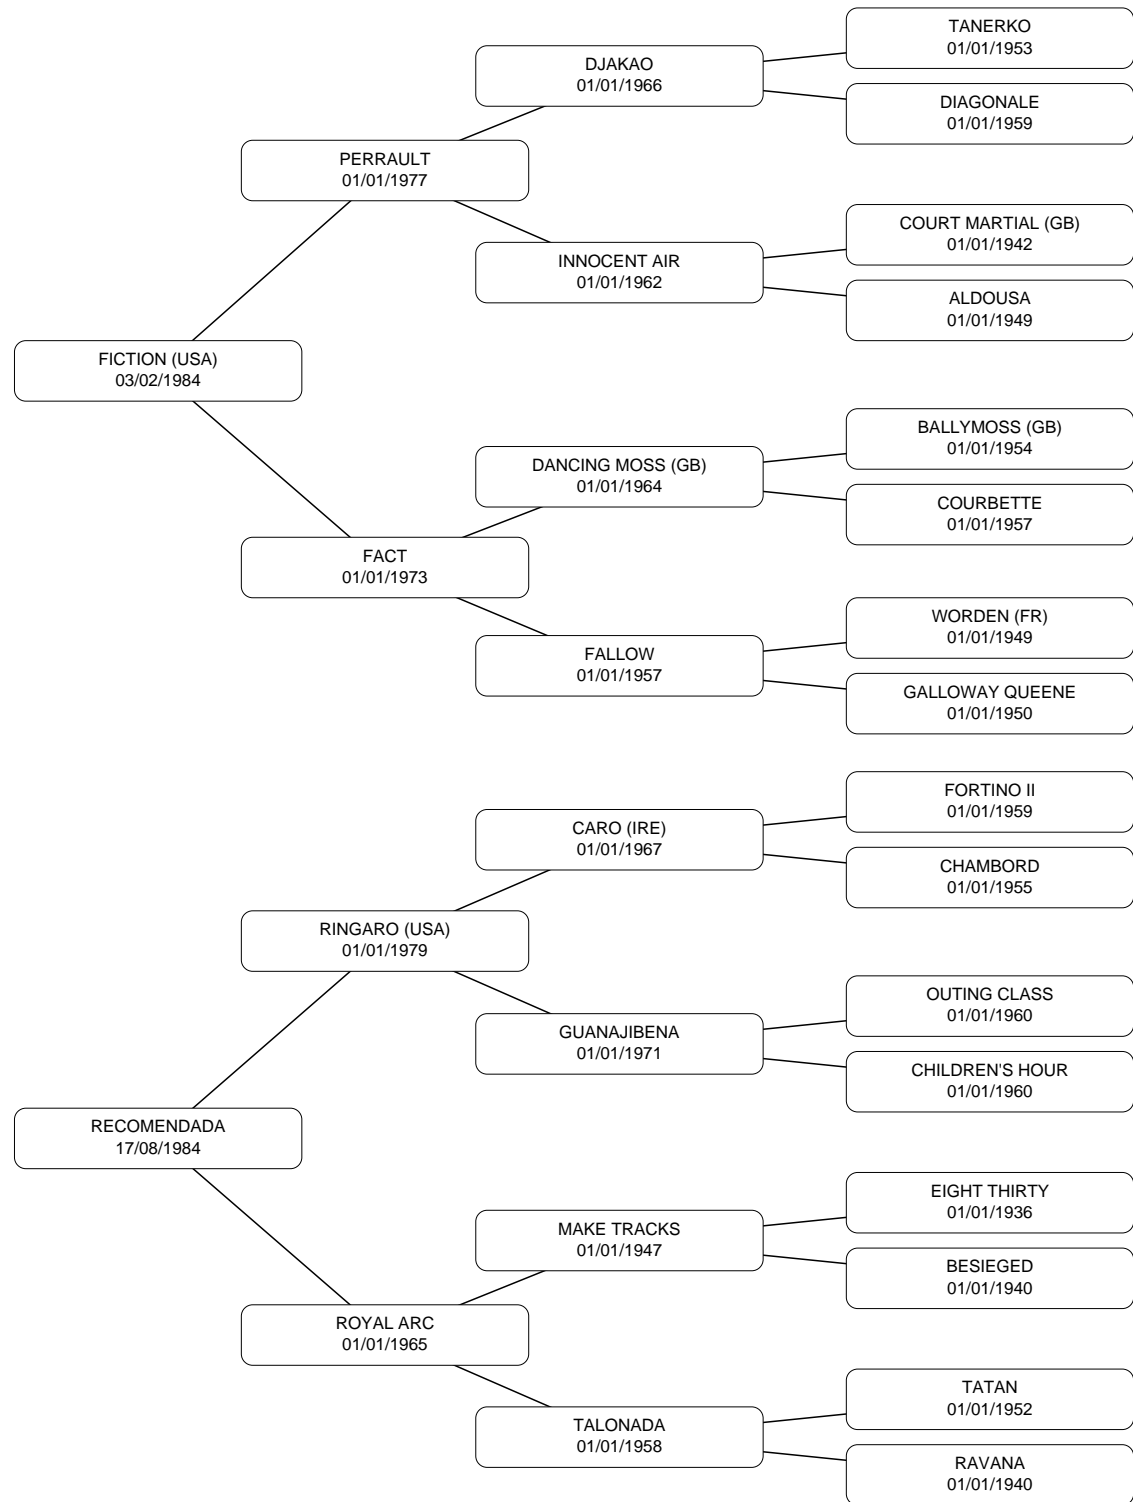 TANERKO
01/01/1953
DJAKAO
01/01/1966
DIAGONALE
01/01/1959
PERRAULT
01/01/1977
COURT MARTIAL (GB)
01/01/1942
INNOCENT AIR
01/01/1962
ALDOUSA
01/01/1949
FICTION (USA)
03/02/1984
BALLYMOSS (GB)
01/01/1954
DANCING MOSS (GB)
01/01/1964
COURBETTE
01/01/1957
FACT
01/01/1973
WORDEN (FR)
01/01/1949
FALLOW
01/01/1957
GALLOWAY QUEENE
01/01/1950
FORTINO II
01/01/1959
CARO (IRE)
01/01/1967
CHAMBORD
01/01/1955
RINGARO (USA)
01/01/1979
OUTING CLASS
01/01/1960
GUANAJIBENA
01/01/1971
CHILDREN'S HOUR
01/01/1960
RECOMENDADA
17/08/1984
EIGHT THIRTY
01/01/1936
MAKE TRACKS
01/01/1947
BESIEGED
01/01/1940
ROYAL ARC
01/01/1965
TATAN
01/01/1952
TALONADA
01/01/1958
RAVANA
01/01/1940